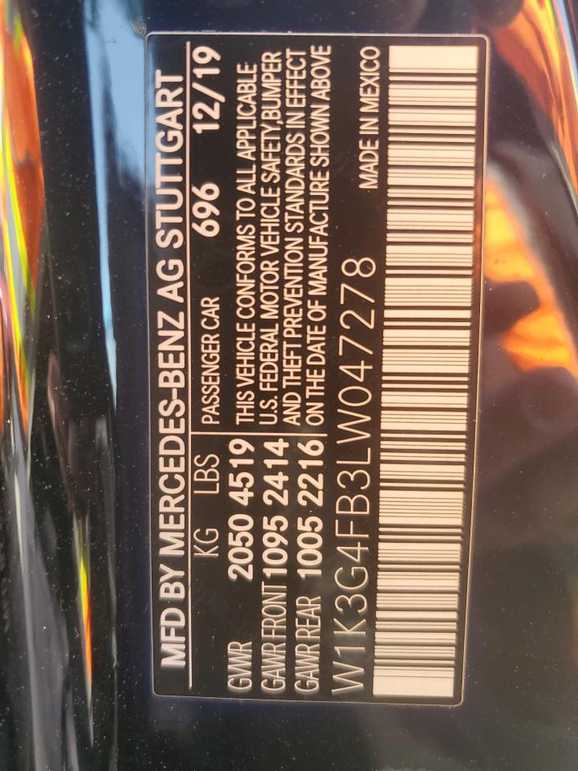 MFD BY MERCEDES-BENZ AG STUTTGART
KG LBS PASSENGER CAR 696 12/19
GVWR 2050 4519 THIS VEHICLE CONFORMS TO ALL APPLICABLE
GAWR FRONT 1095 2414 U.S. FEDERAL MOTOR VEHICLE SAFETY,BUMPER
GAWR REAR 1005 2216 AND THEFT PREVENTION STANDARDS IN EFFECT
ON THE DATE OF MANUFACTURE SHOWN ABOVE
W1K3G4FB3LW047278 MADE IN MEXICO